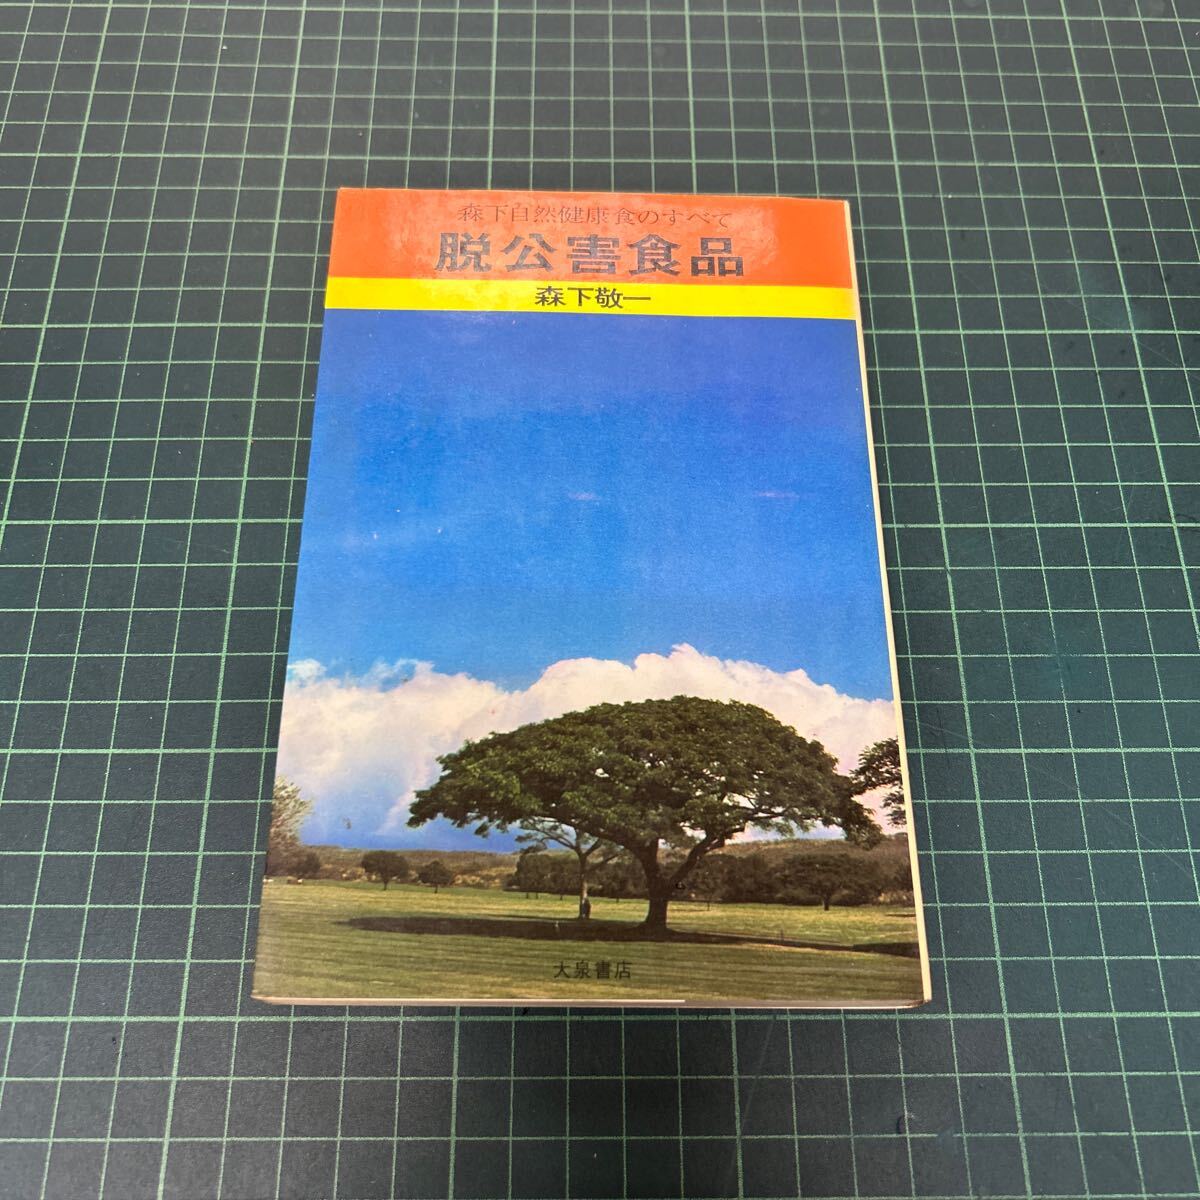 森下自然健康食のすべて
脱公害食品
森下敬一
大泉書店